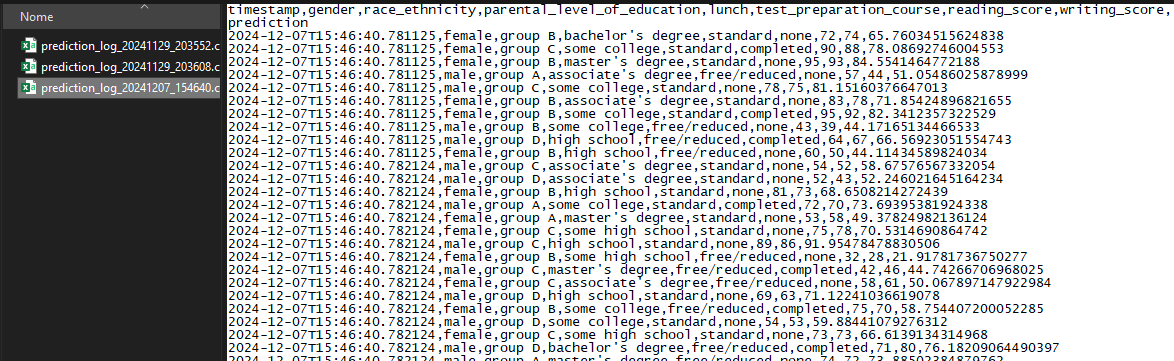 Nome
prediction_log_20241129_203552.c
prediction_log_20241129_203608.c
prediction_log_20241207_154640.c
timestamp,gender,race_ethnicity,parental_level_of_education,lunch,test_preparation_course,reading_score,writing_score,
prediction
2024-12-07T15:46:40.781125,female,group B,bachelor's degree,standard,none,72,74,65.76034515624838
2024-12-07T15:46:40.781125,female,group C,some college,standard,completed,90,88,78.08692746004553
2024-12-07T15:46:40.781125,female,group B,master's degree,standard,none,95,93,84.5541464772188
2024-12-07T15:46:40.781125,male,group A,associate's degree,free/reduced,none,57,44,51.05486025878999
2024-12-07T15:46:40.781125,male,group C,some college,standard,none,78,75,81.15160376647013
2024-12-07T15:46:40.781125,female,group B,associate's degree,standard,none,83,78,71.85424896821655
2024-12-07T15:46:40.781125,female,group B,some college,standard,completed,95,92,82.3412357322529
2024-12-07T15:46:40.781125,male,group B,some college,free/reduced,none,43,39,44.17165134466533
2024-12-07T15:46:40.781125,male,group D,high school,free/reduced,completed,64,67,66.56923051554743
2024-12-07T15:46:40.781125,female,group B,high school,free/reduced,none,60,50,44.11434589824034
2024-12-07T15:46:40.782124,male,group C,associate's degree,standard,none,54,52,58.67576567332054
2024-12-07T15:46:40.782124,male,group D,associate's degree,standard,none,52,43,52.246021645164234
2024-12-07T15:46:40.782124,female,group B,high school,standard,none,81,73,68.6508214272439
2024-12-07T15:46:40.782124,male,group A,some college,standard,completed,72,70,73.69395381924338
2024-12-07T15:46:40.782124,female,group A,master's degree,standard,none,53,58,49.37824982136124
2024-12-07T15:46:40.782124,female,group C,some high school,standard,none,75,78,70.5314690864742
2024-12-07T15:46:40.782124,male,group C,high school,standard,none,89,86,91.95478478830506
2024-12-07T15:46:40.782124,female,group B,some high school,free/reduced,none,32,28,21.91781736750277
2024-12-07T15:46:40.782124,male,group C,master's degree,free/reduced,completed,42,46,44.74266706968025
2024-12-07T15:46:40.782124,female,group C,associate's degree,free/reduced,none,58,61,50.067897147922984
2024-12-07T15:46:40.782124,male,group D,high school,standard,none,69,63,71.12241036619078
2024-12-07T15:46:40.782124,female,group B,some college,free/reduced,completed,75,70,58.754407200052285
2024-12-07T15:46:40.782124,male,group D,some college,standard,none,54,53,59.88441079276312
2024-12-07T15:46:40.782124,female,group C,some high school,standard,none,73,73,66.6139134314968
2024-12-07T15:46:40.782124,male,group D,bachelor's degree,free/reduced,completed,71,80,76.18209064490397